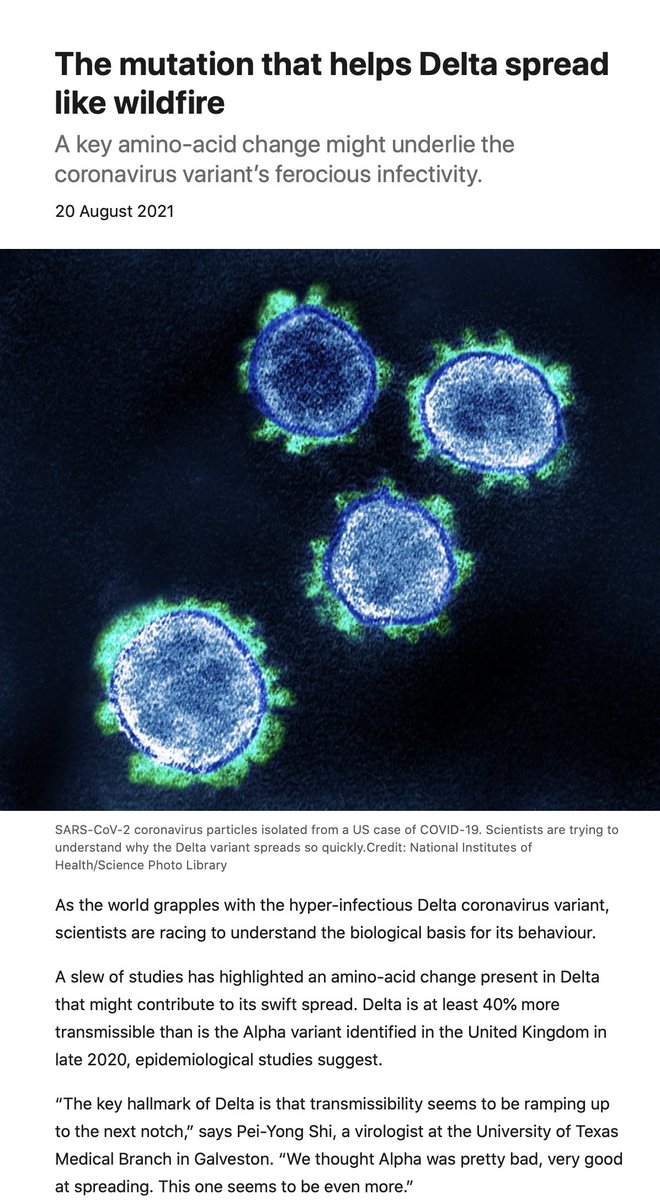 The mutation that helps Delta spread
like wildfire
A key amino-acid change might underlie the
coronavirus variant’s ferocious infectivity.
20 August 2021
SARS-CoV-2 coronavirus particles isolated from a US case of COVID-19. Scientists are trying to
understand why the Delta variant spreads so quickly.Credit: National Institutes of
Health/Science Photo Library
As the world grapples with the hyper-infectious Delta coronavirus variant,
scientists are racing to understand the biological basis for its behaviour.
A slew of studies has highlighted an amino-acid change present in Delta
that might contribute to its swift spread. Delta is at least 40% more
transmissible than is the Alpha variant identified in the United Kingdom in
late 2020, epidemiological studies suggest.
“The key hallmark of Delta is that transmissibility seems to be ramping up
to the next notch,” says Pei-Yong Shi, a virologist at the University of Texas
Medical Branch in Galveston. “We thought Alpha was pretty bad, very good
at spreading. This one seems to be even more.”